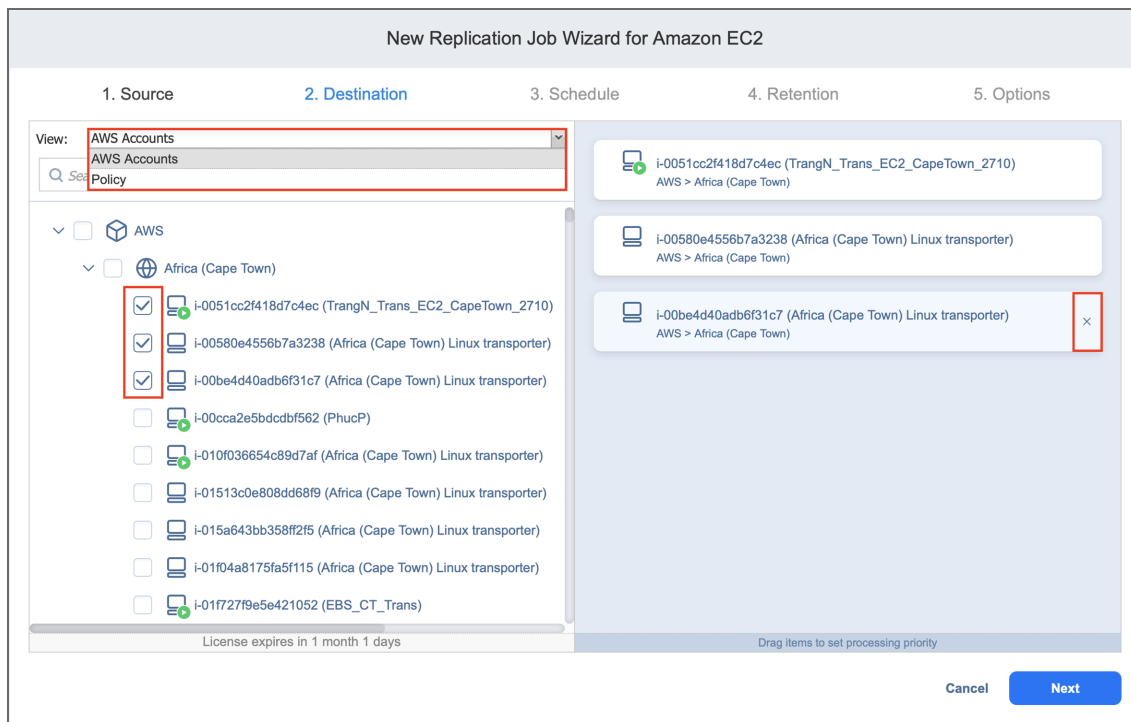 New Replication Job Wizard for Amazon EC2
1. Source
2. Destination
3. Schedule
4. Retention
5. Options
View:
AWS Accounts
AWS Accounts
Policy
AWS
Africa (Cape Town)
i-0051cc2f418d7c4ec (TrangN_Trans_EC2_CapeTown_2710)
i-00580e4556b7a3238 (Africa (Cape Town) Linux transporter)
i-00be4d40adb6f31c7 (Africa (Cape Town) Linux transporter)
i-00cca2e5bdcdbf562 (PhucP)
i-010f036654c89d7af (Africa (Cape Town) Linux transporter)
i-01513c0e808dd68f9 (Africa (Cape Town) Linux transporter)
i-015a643bb358ff2f5 (Africa (Cape Town) Linux transporter)
i-01f04a8175fa5f115 (Africa (Cape Town) Linux transporter)
i-01f727f9e5e421052 (EBS_CT_Trans)
License expires in 1 month 1 days
i-0051cc2f418d7c4ec (TrangN_Trans_EC2_CapeTown_2710)
AWS > Africa (Cape Town)
i-00580e4556b7a3238 (Africa (Cape Town) Linux transporter)
AWS > Africa (Cape Town)
i-00be4d40adb6f31c7 (Africa (Cape Town) Linux transporter)
AWS > Africa (Cape Town)
Drag items to set processing priority
Cancel
Next